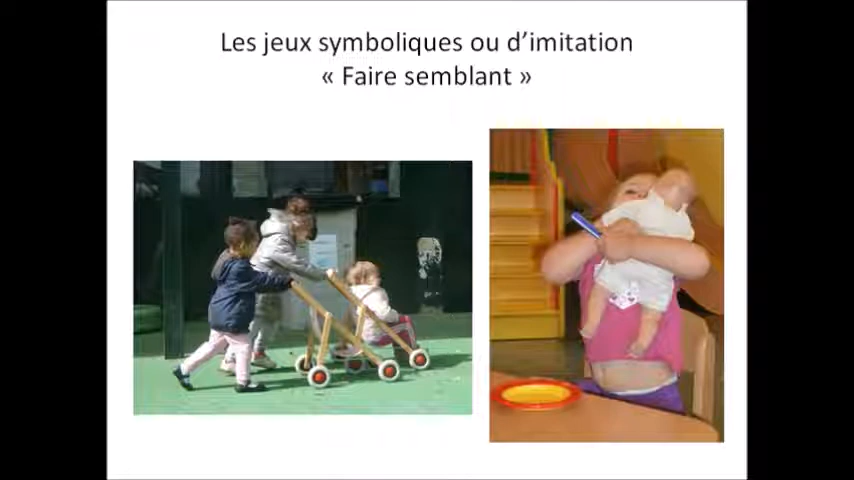 Les jeux symboliques ou d’imitation
« Faire semblant »